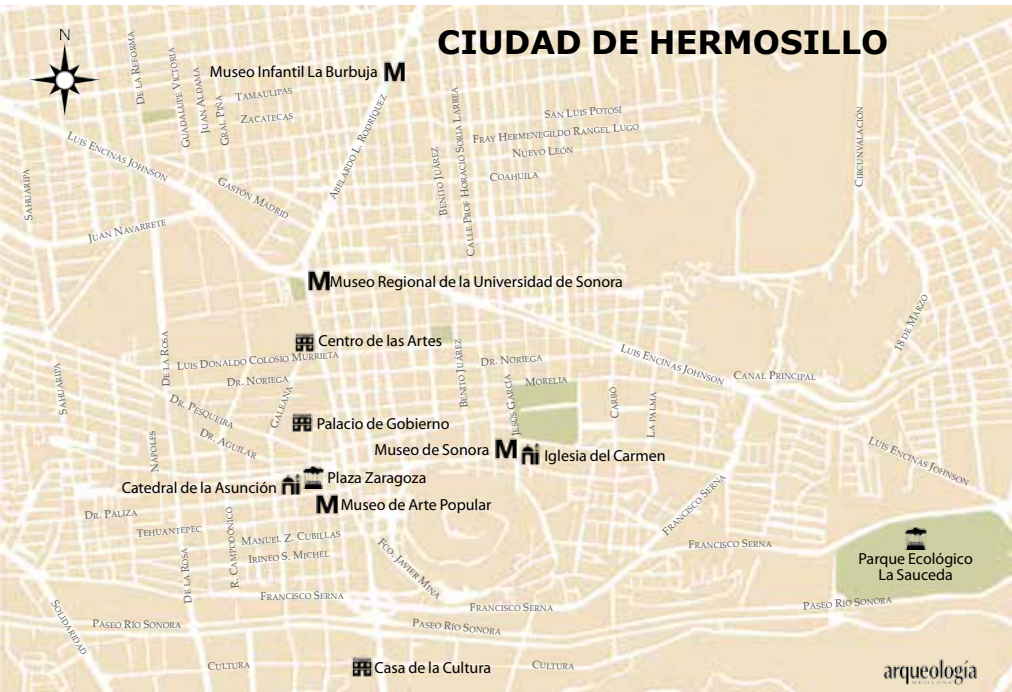 CIUDAD DE HERMOSILLO
N
Museo Infantil La Burbuja M
DE LA REFORMA
GUADALUPE VICTORIA
JUAN ALDAMA
GRAL PIÑA
TAMAULIPAS
ZACATECAS
ABELARDO L. RODRÍQUEZ
BENITO JUÁREZ
CALLE PROF HORACIO SORIA LARREA
SAN LUIS POTOSÍ
FRAY HERMENEGILDO RANGEL LUGO
NUEVO LEÓN
COAHUILA
CIRCUNVALACIÓN
LUIS ENCINAS JOHNSON
SAHUARIPA
GASTÓN MADRID
JUAN NAVARRETE
M Museo Regional de la Universidad de Sonora
18 DE MARZO
Centro de las Artes
DE LA ROSA
LUIS DONALDO COLOSIO MURRIETA
DR. NORIEGA
BENITO JUÁREZ
DR. NORIEGA
LUIS ENCINAS JOHNSON
CANAL PRINCIPAL
SAHUARIPA
DR. PESQUEIRA
GALEANA
JESÚS GARCÍA
MORELIA
CARBÓ
LA PALMA
Palacio de Gobierno
DR. AGUILAR
NÁPOLES
Museo de Sonora M
Iglesia del Carmen
LUIS ENCINAS JOHNSON
Catedral de la Asunción
Plaza Zaragoza
M Museo de Arte Popular
DR. PALIZA
TEHUANTEPEC
R. CAMPODÓNICO
MANUEL Z. CUBILLAS
IRINEO S. MICHEL
FRANCISCO SERNA
FRANCISCO SERNA
Parque Ecológico
La Sauceda
DE LA ROSA
FCO. JAVIER MINA
FRANCISCO SERNA
FRANCISCO SERNA
PASEO RÍO SONORA
SOLIDARIDAD
PASEO RÍO SONORA
PASEO RÍO SONORA
CULTURA
Casa de la Cultura
CULTURA
arqueología